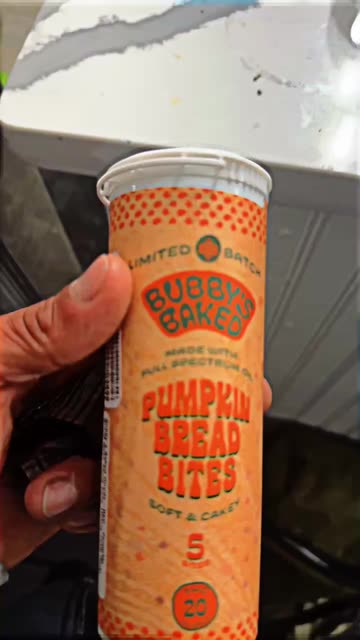 LIMITED BATCH
BUBBY'S
BAKED
MADE WITH
FULL SPECTRUM OIL
PUMPKIN
BREAD
BITES
SOFT & CAKEY
5
20